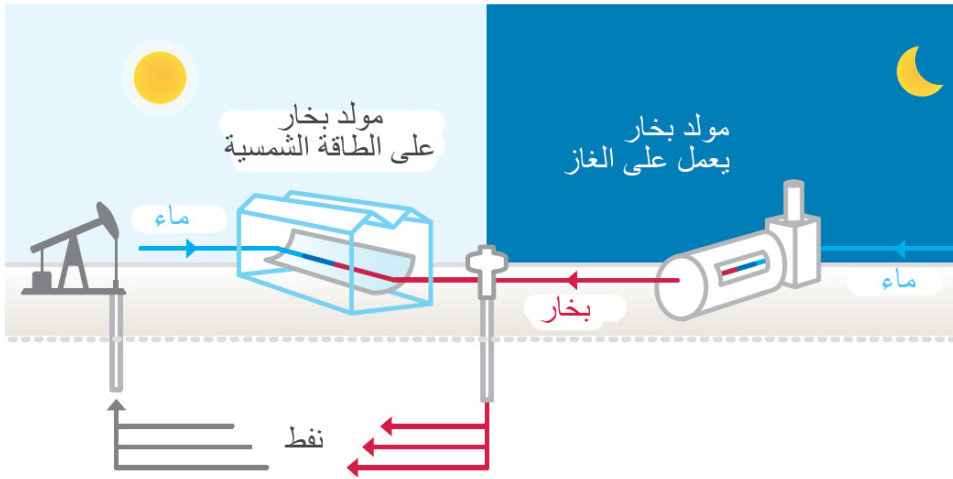 مولد بخار
يعمل على الغاز
مولد بخار
على الطاقة الشمسية
ماء
ماء
بخار
نفط